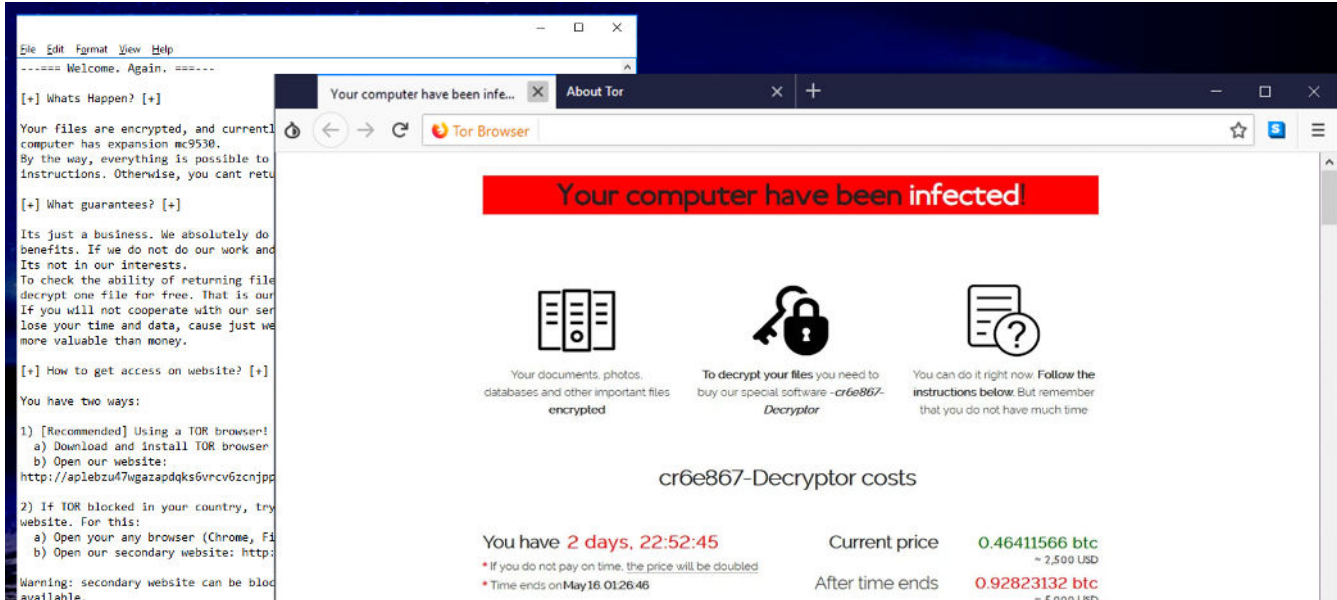 File Edit Format View Help
---=== Welcome. Again. ===---
[+] Whats Happen? [+]
Your files are encrypted, and currentl
computer has expansion mc9530.
By the way, everything is possible to
instructions. Otherwise, you cant retu
[+] What guarantees? [+]
Its just a business. We absolutely do
benefits. If we do not do our work and
Its not in our interests.
To check the ability of returning file
decrypt one file for free. That is our
If you will not cooperate with our ser
lose your time and data, cause just we
more valuable than money.
[+] How to get access on website? [+]
You have two ways:
1) [Recommended] Using a TOR browser!
a) Download and install TOR browser
b) Open our website:
http://aplebzu47wgazapdqks6vrcv6zcnjpp
2) If TOR blocked in your country, try
website. For this:
a) Open your any browser (Chrome, Fi
b) Open our secondary website: http:
Warning: secondary website can be bloc
available.
Your computer have been infe...
About Tor
Tor Browser
S
Your computer have been infected!
Your documents, photos,
databases and other important files
encrypted
To decrypt your files you need to
buy our special software -cr6e867-
Decryptor
You can do it right now. Follow the
instructions below. But remember
that you do not have much time
cr6e867-Decryptor costs
You have 2 days, 22:52:45
* If you do not pay on time, the price will be doubled
* Time ends on May 16, 01:26:46
Current price 0.46411566 btc
≈ 2,500 USD
After time ends 0.92823132 btc
≈ 5,000 USD